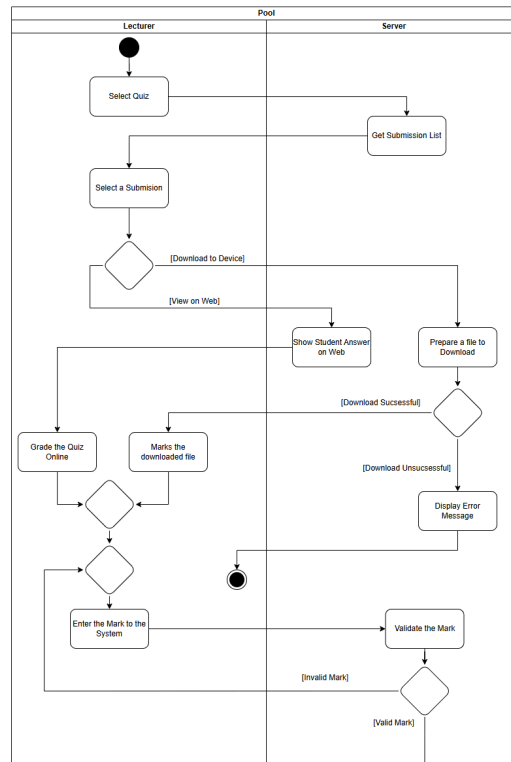 Pool
Lecturer
Server
Select Quiz
Get Submission List
Select a Submision
[Download to Device]
[View on Web]
Show Student Answer
on Web
Prepare a file to
Download
[Download Sucsessful]
Grade the Quiz
Online
Marks the
downloaded file
[Download Unsucsessful]
Display Error
Message
Enter the Mark to the
System
Validate the Mark
[Invalid Mark]
[Valid Mark]